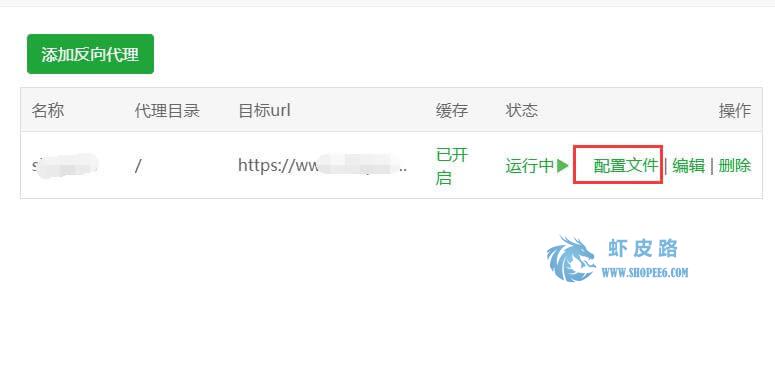 添加反向代理
名称 代理目录 目标url 缓存 状态 操作
/ https://ww .. 已开启 运行中 配置文件 | 编辑 | 删除
虾皮路
WWW.SHOPEE6.COM